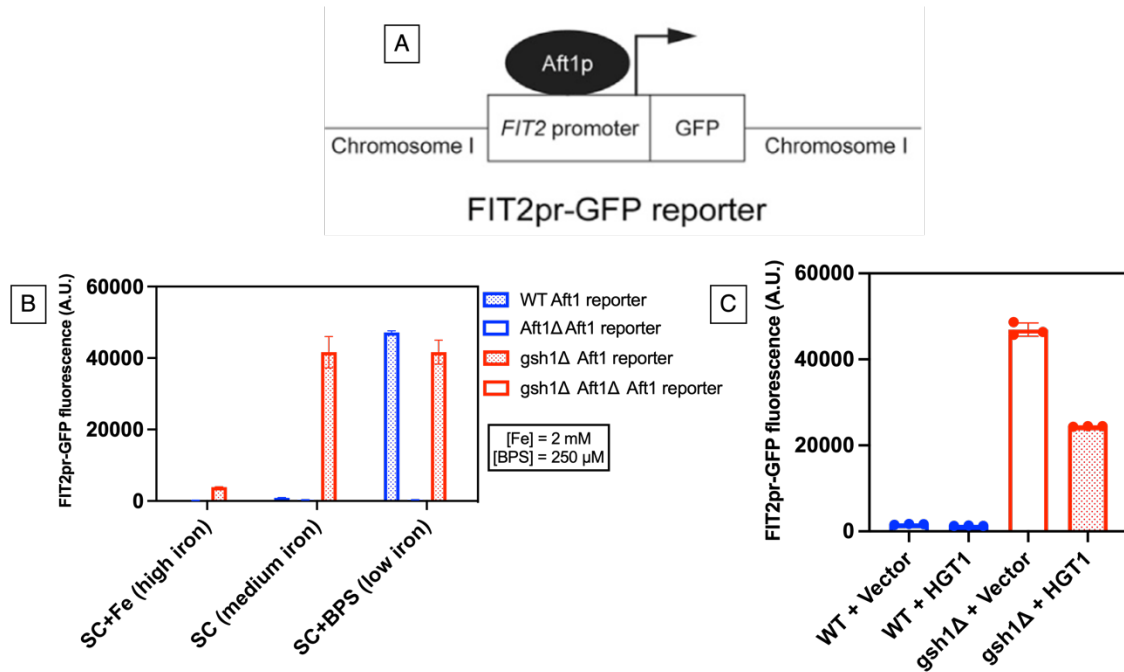 A
Aft1p
FIT2 promoter
GFP
Chromosome I
Chromosome I
FIT2pr-GFP reporter
B
FIT2pr-GFP fluorescence (A.U.)
60000
40000
20000
0
SC+Fe (high iron)
SC (medium iron)
SC+BPS (low iron)
WT Aft1 reporter
Aft1Δ Aft1 reporter
gsh1Δ Aft1 reporter
gsh1Δ Aft1Δ Aft1 reporter
[Fe] = 2 mM
[BPS] = 250 µM
C
FIT2pr-GFP fluorescence (A.U.)
60000
40000
20000
0
WT + Vector
WT + HGT1
gsh1Δ + Vector
gsh1Δ + HGT1